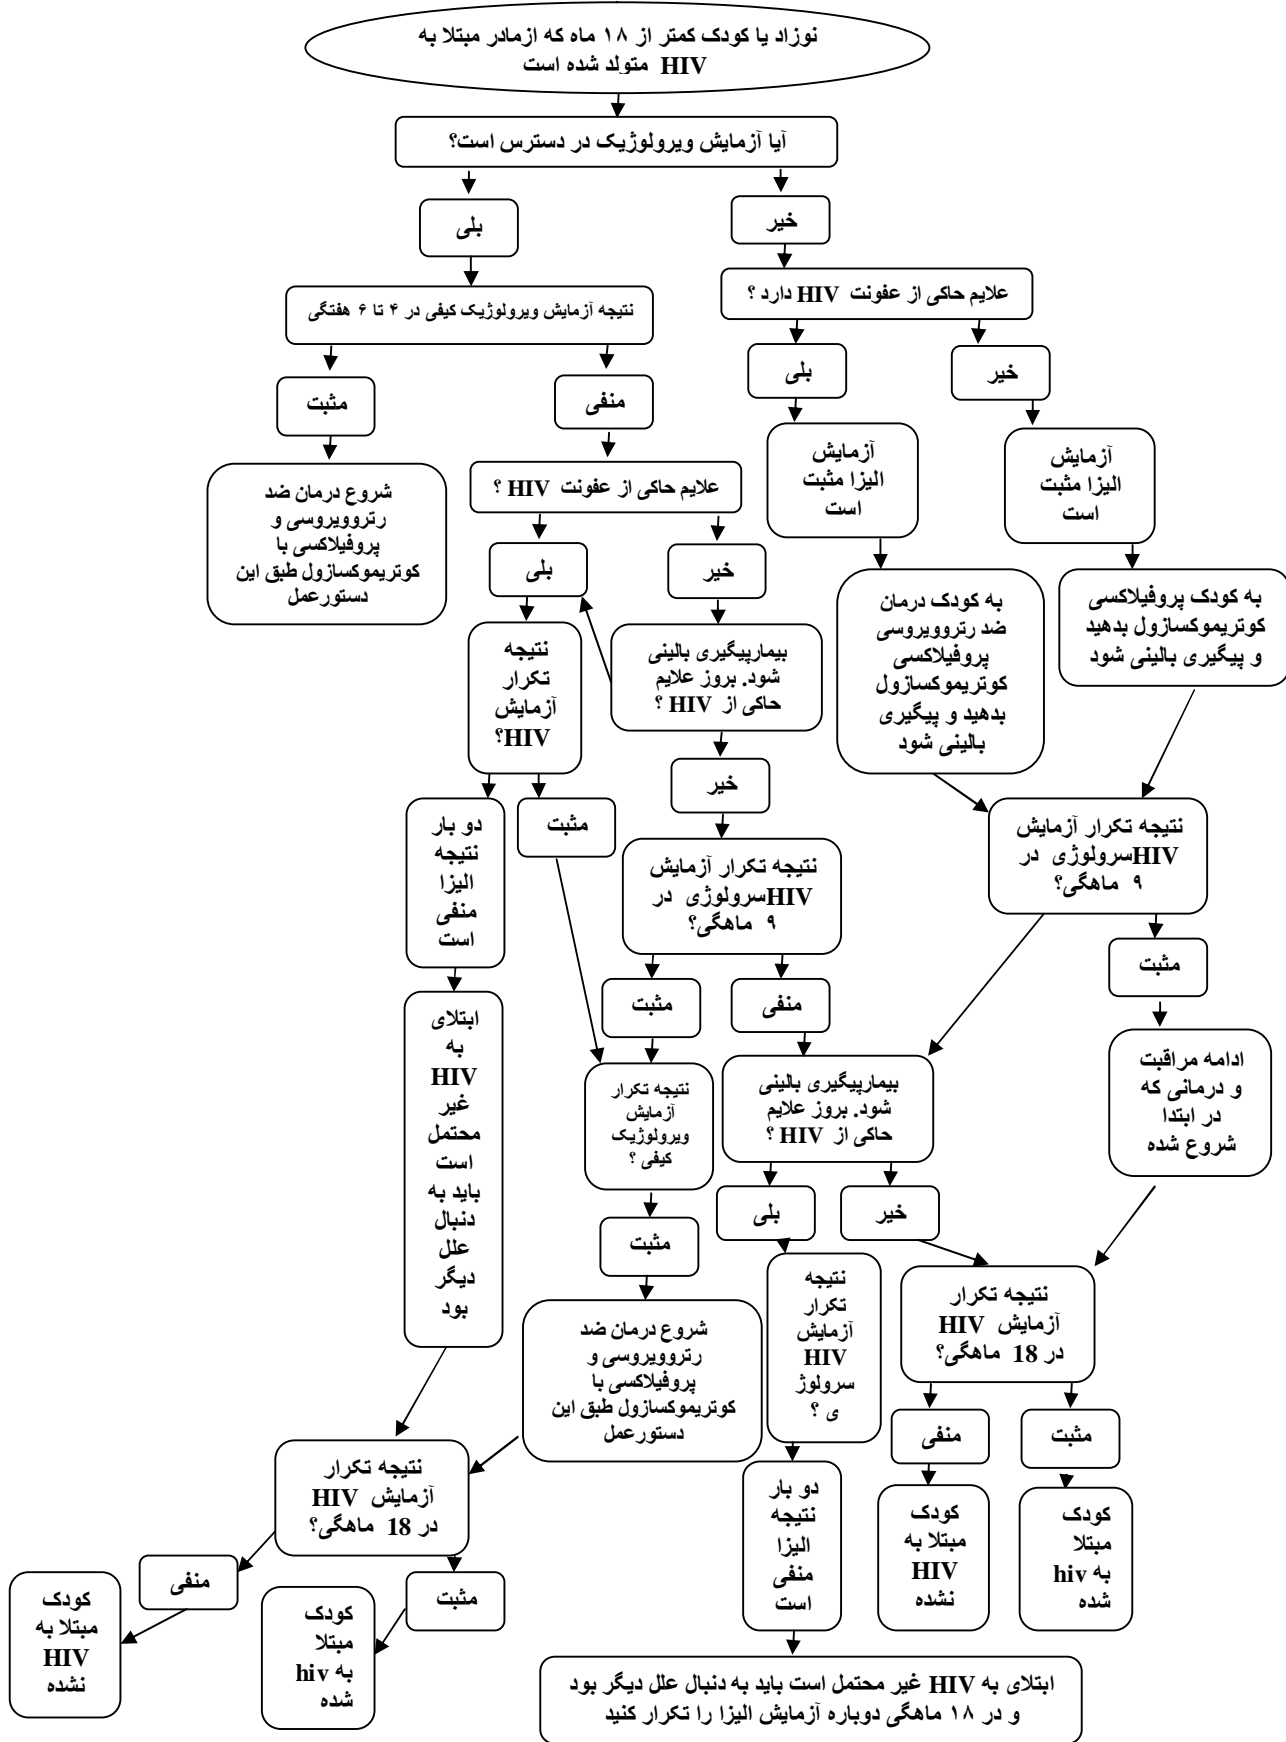 نوزاد یا کودک کمتر از ۱۸ ماه که ازمادر مبتلا به
HIV متولد شده است
آیا آزمایش ویرولوژیک در دسترس است؟
بلی
خیر
علایم حاکی از عفونت HIV دارد ؟
نتیجه آزمایش ویرولوژیک کیفی در ۴ تا ۶ هفتگی
بلی
خیر
مثبت
منفی
آزمایش
الیزا مثبت
است
آزمایش
الیزا مثبت
است
شروع درمان ضد
رتروویروسی و
پروفیلاکسی با
کوتریموکسازول طبق این
دستورعمل
علایم حاکی از عفونت HIV ؟
بلی
خیر
به کودک درمان
ضد رتروویروسی
پروفیلاکسی
کوتریموکسازول
بدهید و پیگیری
بالینی شود
به کودک پروفیلاکسی
کوتریموکسازول بدهید
و پیگیری بالینی شود
نتیجه
تکرار
آزمایش
HIV؟
بیمارپیگیری بالینی
شود. بروز علایم
حاکی از HIV ؟
خیر
دو بار
نتیجه
الیزا
منفی
است
مثبت
نتیجه تکرار آزمایش
HIVسرولوژی در
۹ ماهگی؟
نتیجه تکرار آزمایش
HIVسرولوژی در
۹ ماهگی؟
مثبت
منفی
مثبت
ابتلای
به
HIV
غیر
محتمل
است
باید به
دنبال
علل
دیگر
بود
نتیجه تکرار
آزمایش
ویرولوژیک
کیفی ؟
بیمارپیگیری بالینی
شود. بروز علایم
حاکی از HIV ؟
ادامه مراقبت
و درمانی که
در ابتدا
شروع شده
بلی
خیر
مثبت
نتیجه
تکرار
آزمایش
HIV
سرولوژ
ی ؟
نتیجه تکرار
آزمایش HIV
در 18 ماهگی؟
شروع درمان ضد
رتروویروسی و
پروفیلاکسی با
کوتریموکسازول طبق این
دستورعمل
منفی
مثبت
نتیجه تکرار
آزمایش HIV
در 18 ماهگی؟
دو بار
نتیجه
الیزا
منفی
است
کودک
مبتلا به
HIV
نشده
کودک
مبتلا
به hiv
شده
منفی
مثبت
کودک
مبتلا به
HIV
نشده
کودک
مبتلا
به hiv
شده
ابتلای به HIV غیر محتمل است باید به دنبال علل دیگر بود
و در ۱۸ ماهگی دوباره آزمایش الیزا را تکرار کنید